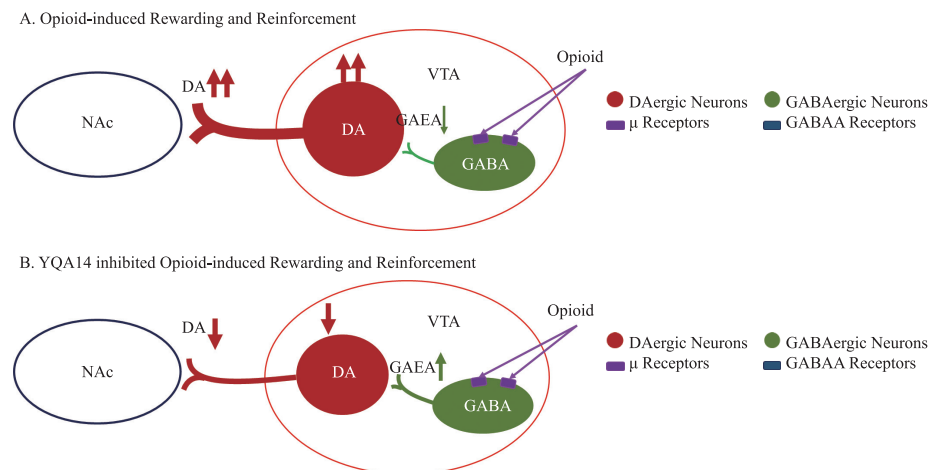 A. Opioid-induced Rewarding and Reinforcement
Opioid
VTA
DA
NAc
DA
GAEA
GABA
DAergic Neurons
GABAergic Neurons
μ Receptors
GABAA Receptors
B. YQA14 inhibited Opioid-induced Rewarding and Reinforcement
Opioid
VTA
DA
NAc
DA
GAEA
GABA
DAergic Neurons
GABAergic Neurons
μ Receptors
GABAA Receptors